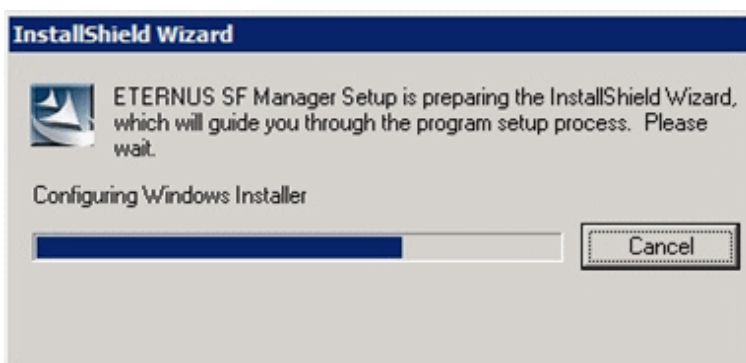 InstallShield Wizard
ETERNUS SF Manager Setup is preparing the InstallShield Wizard,
which will guide you through the program setup process.  Please
wait.
Configuring Windows Installer
Cancel